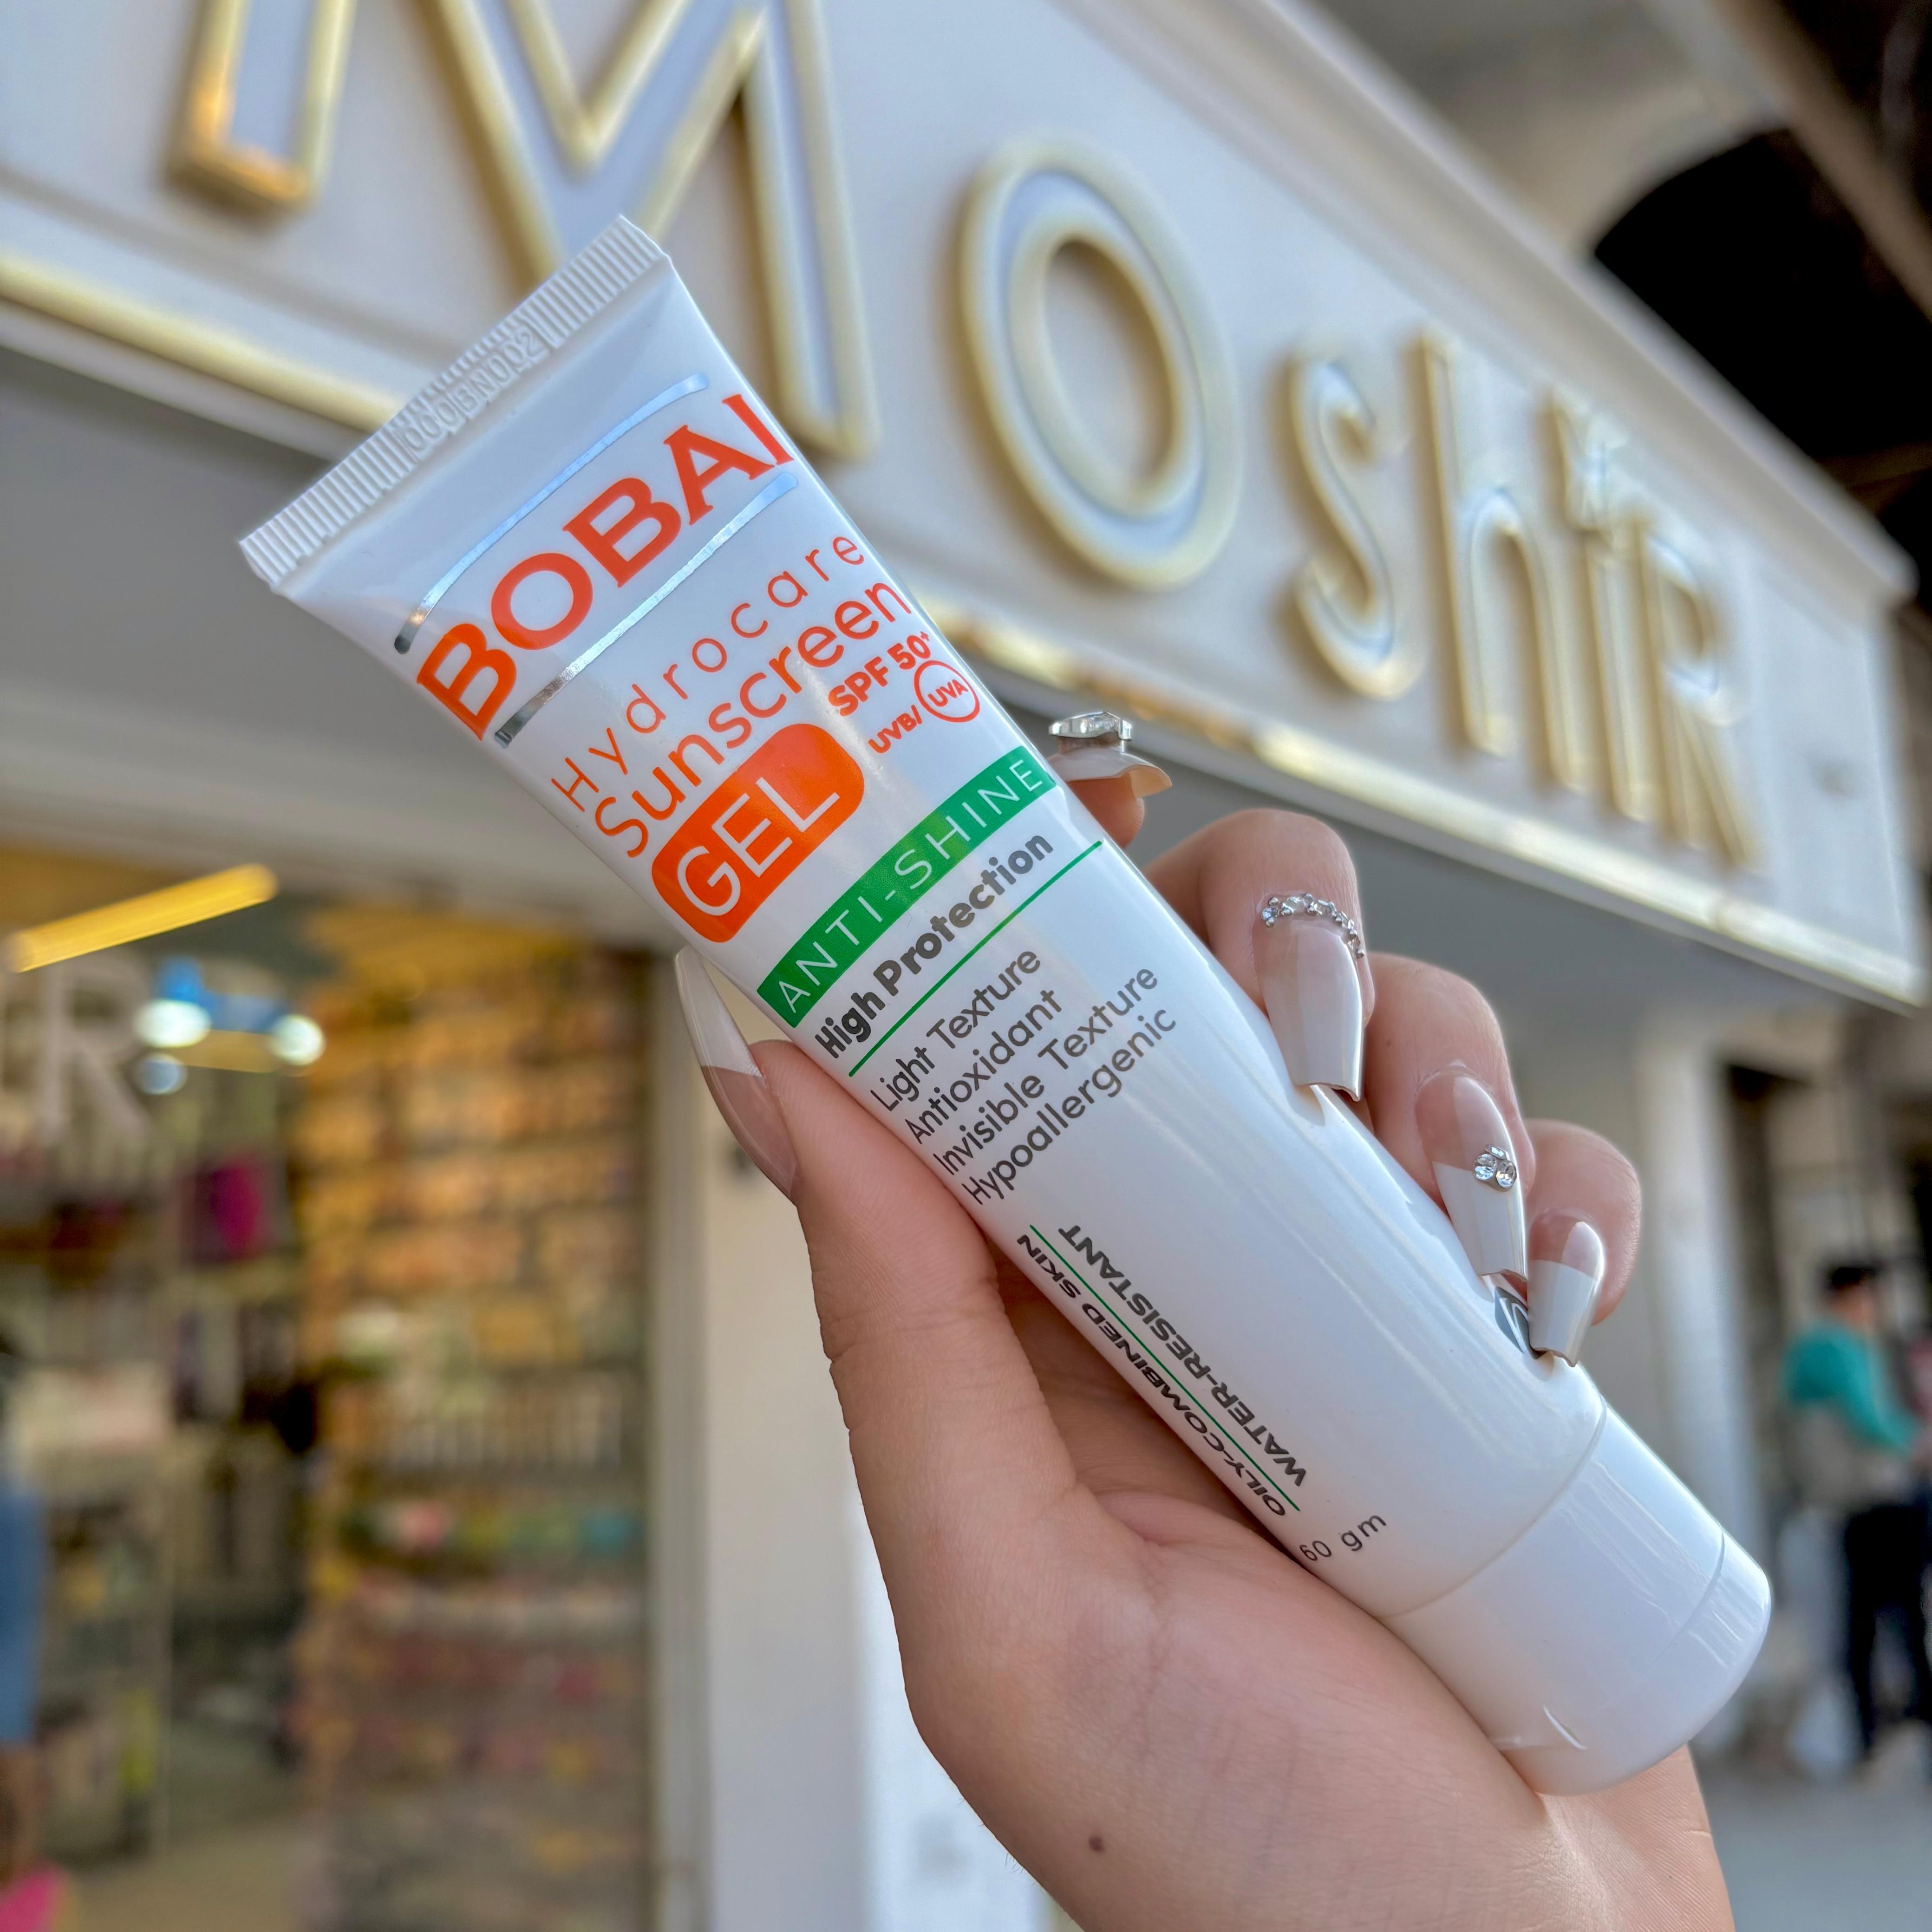 Moshir
000BN002
BOBAI
Hydrocare
Sunscreen
GEL
SPF 50+
UVB/ UVA
ANTI-SHINE
High Protection
Light Texture
Antioxidant
Invisible Texture
Hypoallergenic
WATER-RESISTANT
OILY-COMBINED SKIN
60 gm